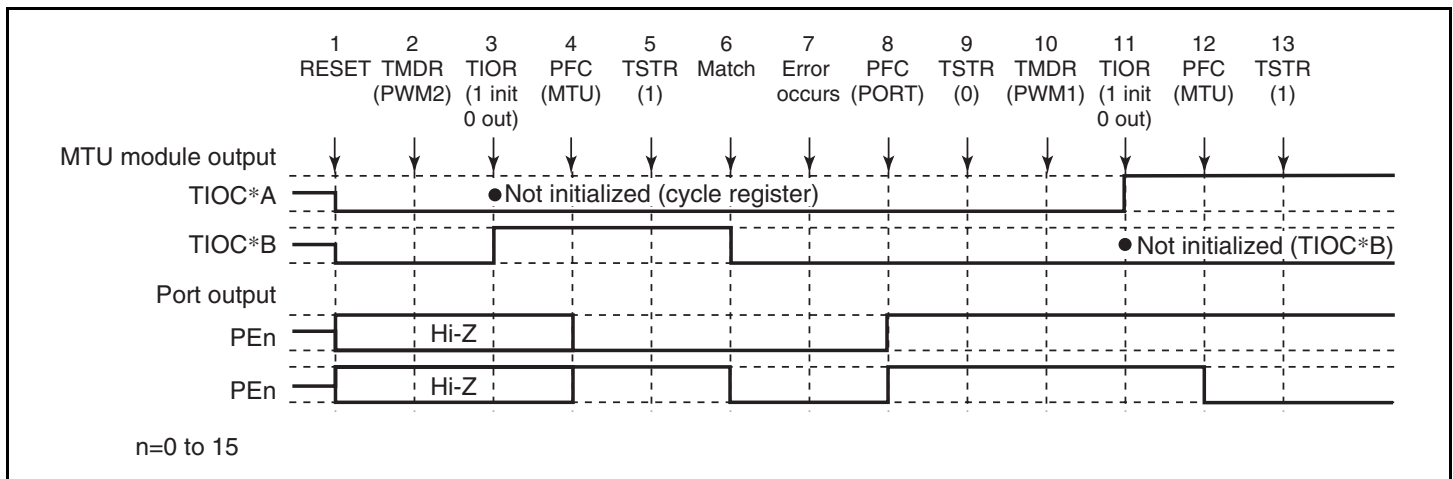 1 2 3 4 5 6 7 8 9 10 11 12 13
RESET TMDR TIOR PFC TSTR Match Error PFC TSTR TMDR TIOR PFC TSTR
(PWM2) (1 init (MTU) (1) occurs (PORT) (0) (PWM1) (1 init (MTU) (1)
0 out) 0 out)
MTU module output
TIOC*A ●Not initialized (cycle register)
TIOC*B ● Not initialized (TIOC*B)
Port output
PEn Hi-Z
PEn Hi-Z
n=0 to 15